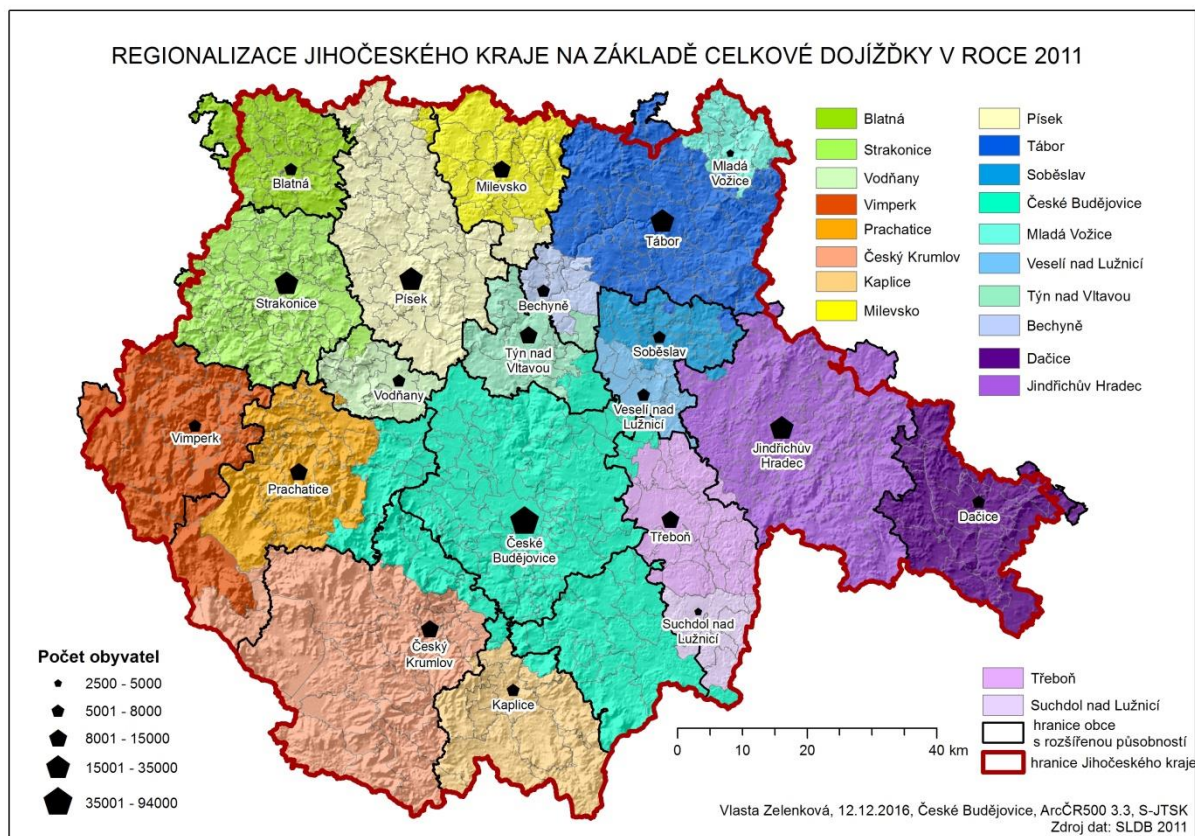 REGIONALIZACE JIHOČESKÉHO KRAJE NA ZÁKLADĚ CELKOVÉ DOJÍŽĎKY V ROCE 2011
Blatná
Strakonice
Vodňany
Vimperk
Prachatice
Český Krumlov
Kaplice
Milevsko
Písek
Tábor
Soběslav
České Budějovice
Mladá Vožice
Veselí nad Lužnicí
Týn nad Vltavou
Bechyně
Dačice
Jindřichův Hradec
Blatná
Milevsko
Mladá
Vožice
Tábor
Strakonice
Písek
Bechyně
Týn nad
Vltavou
Soběslav
Vodňany
Veselí nad
Lužnicí
Vimperk
Jindřichův
Hradec
Prachatice
Dačice
České
Budějovice
Třeboň
Suchdol nad
Lužnicí
Český
Krumlov
Kaplice
Počet obyvatel
2500 - 5000
5001 - 8000
8001 - 15000
15001 - 35000
35001 - 94000
Třeboň
Suchdol nad Lužnicí
hranice obce
s rozšířenou působností
hranice Jihočeského kraje
0 10 20 40 km
Vlasta Zelenková, 12.12.2016, České Budějovice, ArcČR500 3.3, S-JTSK
Zdroj dat: SLDB 2011